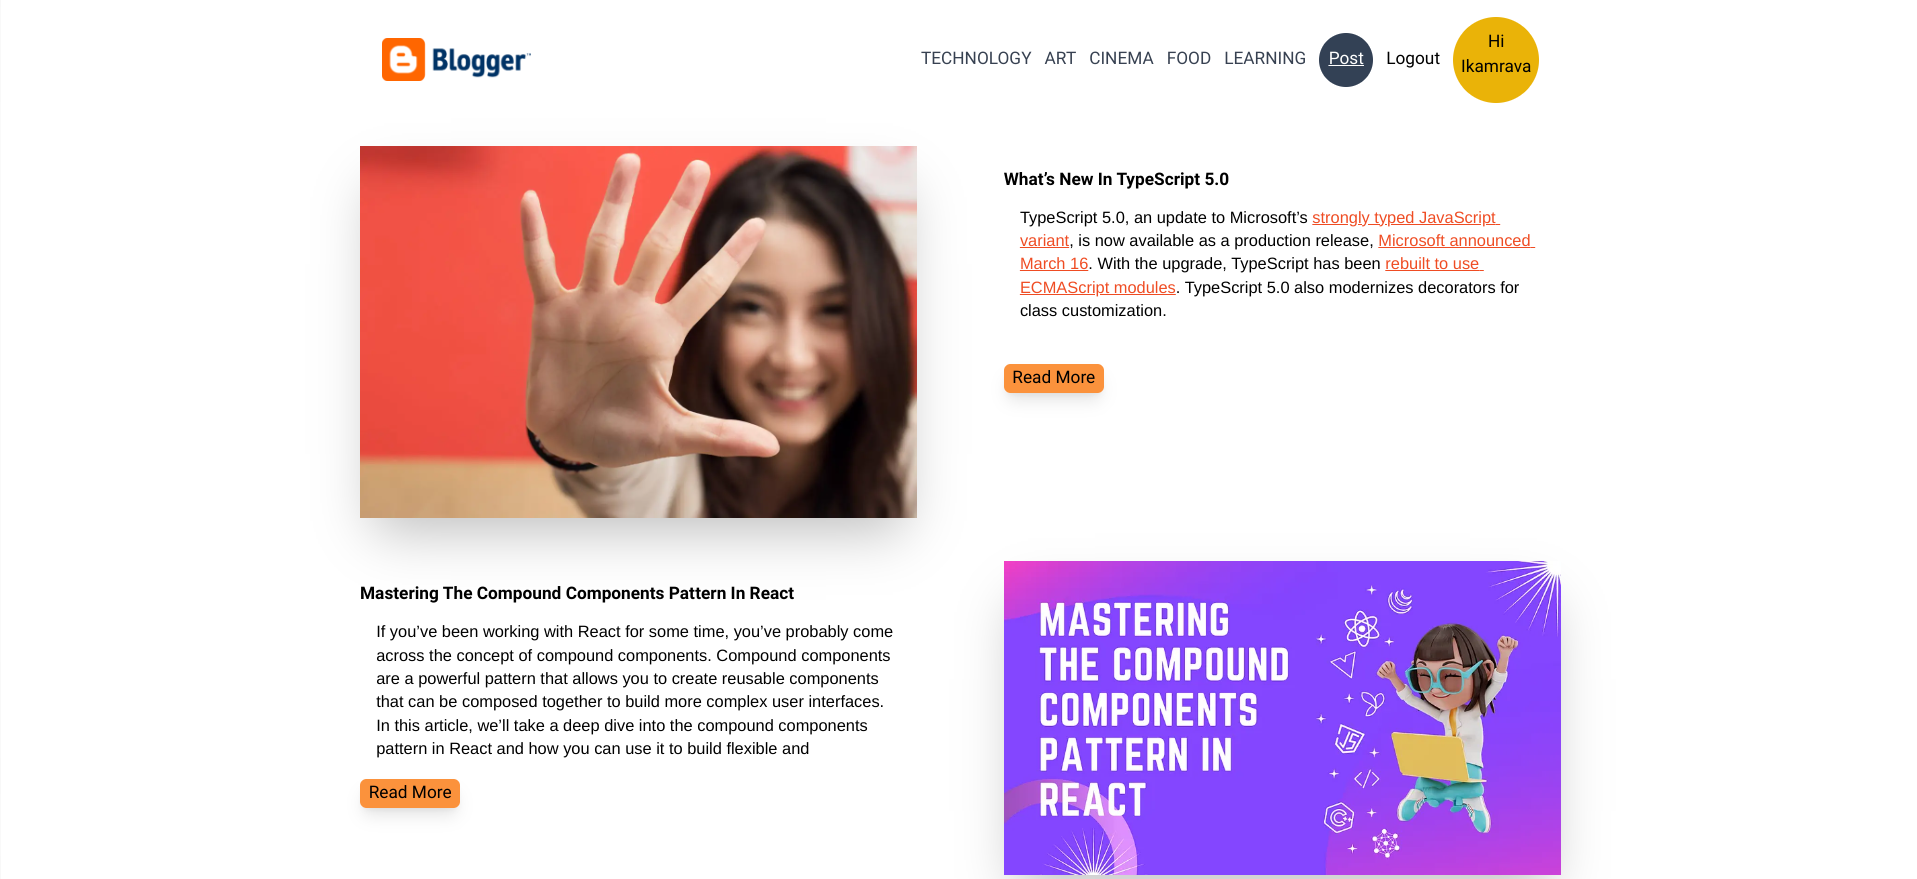 Blogger™
TECHNOLOGY ART CINEMA FOOD LEARNING Post Logout
Hi
Ikamrava
What’s New In TypeScript 5.0
TypeScript 5.0, an update to Microsoft’s strongly typed JavaScript
variant, is now available as a production release, Microsoft announced
March 16. With the upgrade, TypeScript has been rebuilt to use
ECMAScript modules. TypeScript 5.0 also modernizes decorators for
class customization.
Read More
Mastering The Compound Components Pattern In React
If you’ve been working with React for some time, you’ve probably come
across the concept of compound components. Compound components
are a powerful pattern that allows you to create reusable components
that can be composed together to build more complex user interfaces.
In this article, we’ll take a deep dive into the compound components
pattern in React and how you can use it to build flexible and
Read More
MASTERING
THE COMPOUND
COMPONENTS
PATTERN IN
REACT
JS